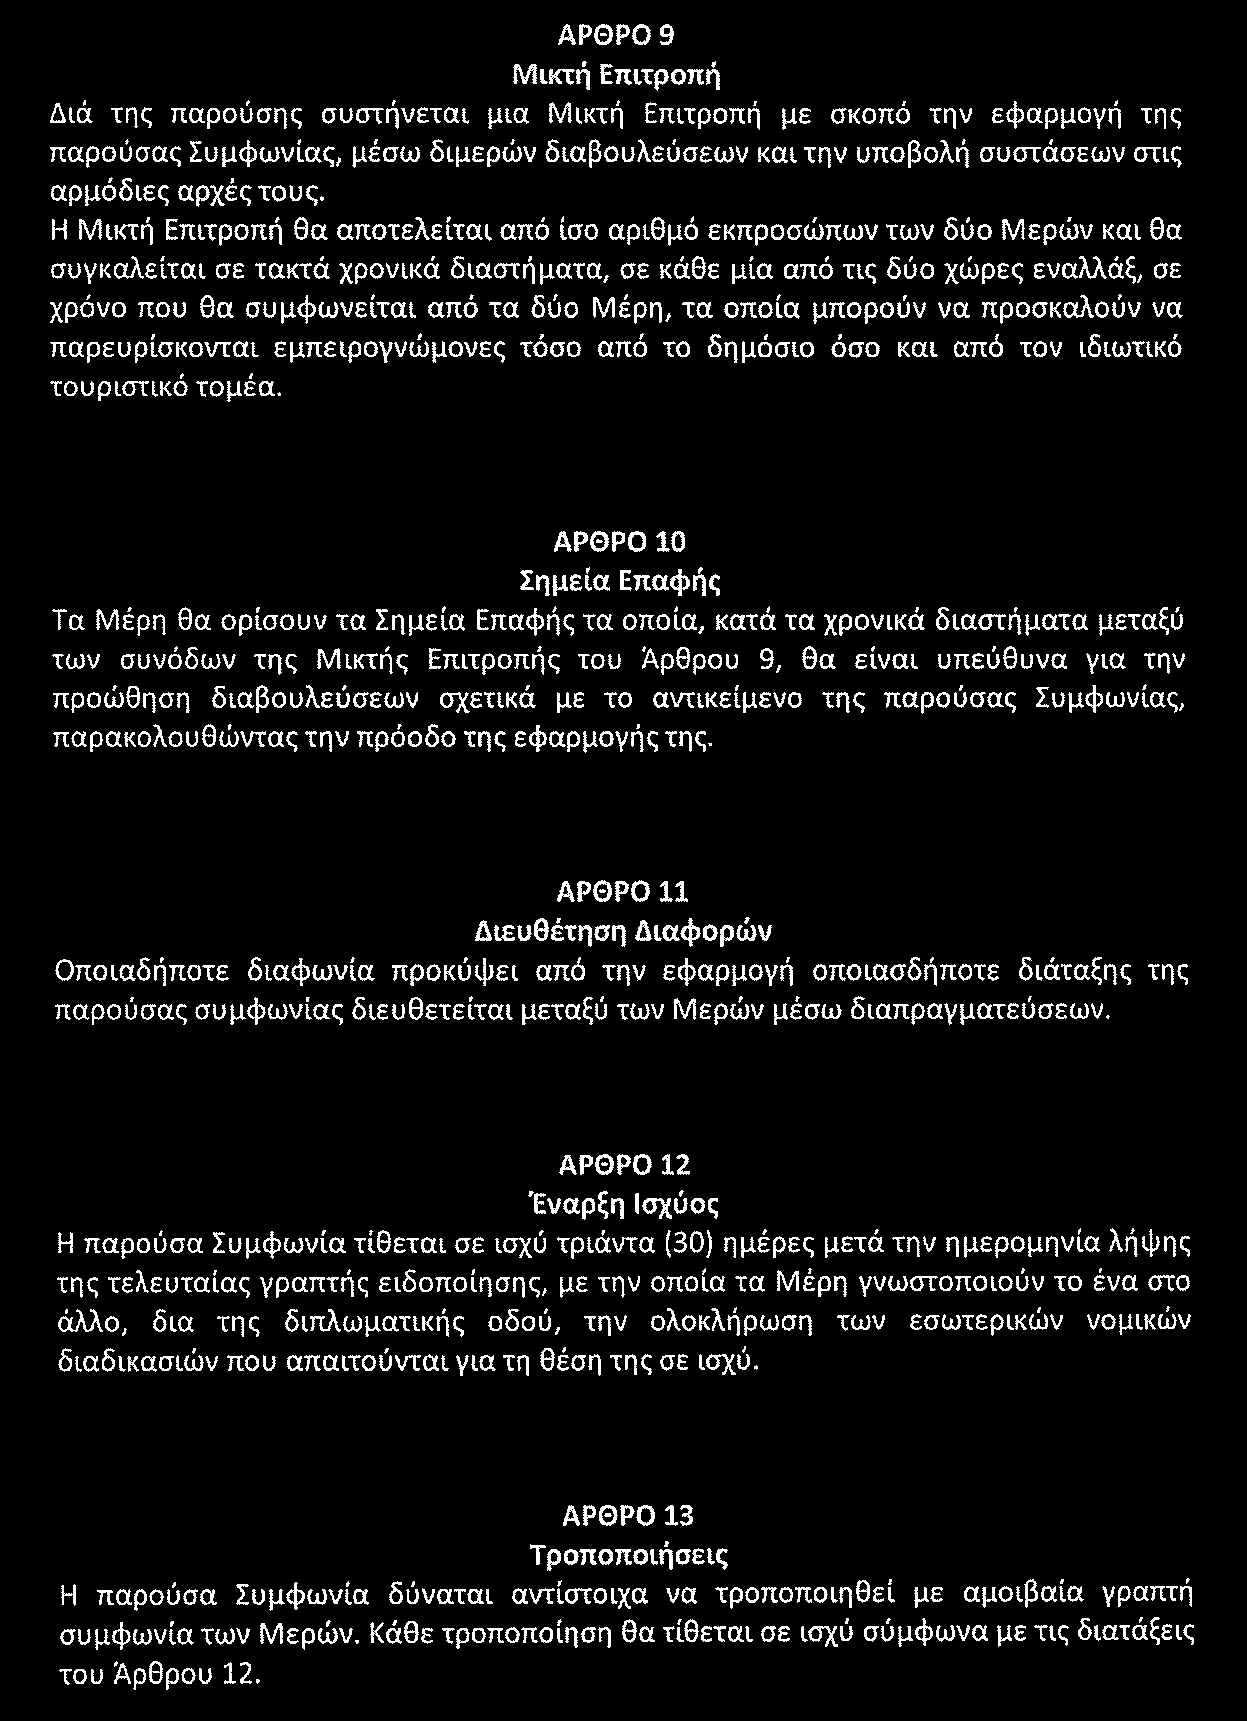 ΑΡΘΡΟ 9
Μικτή Επιτροπή
Διά της παρούσης συστήνεται μια Μικτή Επιτροπή με σκοπό την εφαρμογή της
παρούσας Συμφωνίας, μέσω διμερών διαβουλεύσεων και την υποβολή συστάσεων στις
αρμόδιες αρχές τους.
Η Μικτή Επιτροπή θα αποτελείται από ίσο αριθμό εκπροσώπων των δύο Μερών και θα
συγκαλείται σε τακτά χρονικά διαστήματα, σε κάθε μία από τις δύο χώρες εναλλάξ, σε
χρόνο που θα συμφωνείται από τα δύο Μέρη, τα οποία μπορούν να προσκαλούν να
παρευρίσκονται εμπειρογνώμονες τόσο από το δημόσιο όσο και από τον ιδιωτικό
τουριστικό τομέα.
ΑΡΘΡΟ 10
Σημεία Επαφής
Τα Μέρη θα ορίσουν τα Σημεία Επαφής τα οποία, κατά τα χρονικά διαστήματα μεταξύ
των συνόδων της Μικτής Επιτροπής του Άρθρου 9, θα είναι υπεύθυνα για την
προώθηση διαβουλεύσεων σχετικά με το αντικείμενο της παρούσας Συμφωνίας,
παρακολουθώντας την πρόοδο της εφαρμογής της.
ΑΡΘΡΟ 11
Διευθέτηση Διαφορών
Οποιαδήποτε διαφωνία προκύψει από την εφαρμογή οποιασδήποτε διάταξης της
παρούσας συμφωνίας διευθετείται μεταξύ των Μερών μέσω διαπραγματεύσεων.
ΑΡΘΡΟ 12
Έναρξη Ισχύος
Η παρούσα Συμφωνία τίθεται σε ισχύ τριάντα (30) ημέρες μετά την ημερομηνία λήψης
της τελευταίας γραπτής ειδοποίησης, με την οποία τα Μέρη γνωστοποιούν το ένα στο
άλλο, δια της διπλωματικής οδού, την ολοκλήρωση των εσωτερικών νομικών
διαδικασιών που απαιτούνται για τη θέση της σε ισχύ.
ΑΡΘΡΟ 13
Τροποποιήσεις
Η παρούσα Συμφωνία δύναται αντίστοιχα να τροποποιηθεί με αμοιβαία γραπτή
συμφωνία των Μερών. Κάθε τροποποίηση θα τίθεται σε ισχύ σύμφωνα με τις διατάξεις
του Άρθρου 12.